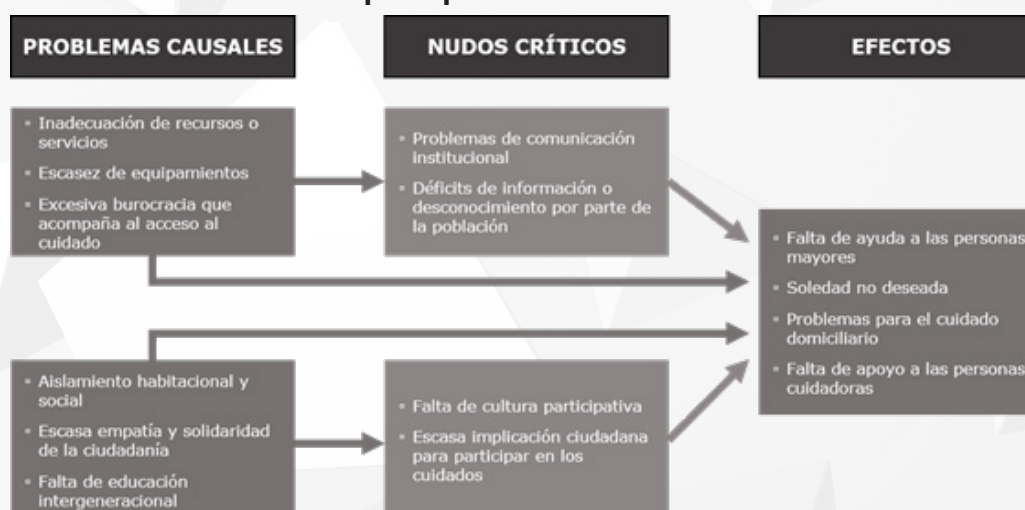 PROBLEMAS CAUSALES
NUDOS CRÍTICOS
EFECTOS
• Inadecuación de recursos o
servicios
• Escasez de equipamientos
• Excesiva burocracia que
acompaña al acceso al
cuidado
• Problemas de comunicación
institucional
• Déficits de información o
desconocimiento por parte de
la población
• Falta de ayuda a las personas
mayores
• Soledad no deseada
• Problemas para el cuidado
domiciliario
• Falta de apoyo a las personas
cuidadoras
• Aislamiento habitacional y
social
• Escasa empatía y solidaridad
de la ciudadanía
• Falta de educación
intergeneracional
• Falta de cultura participativa
• Escasa implicación ciudadana
para participar en los
cuidados